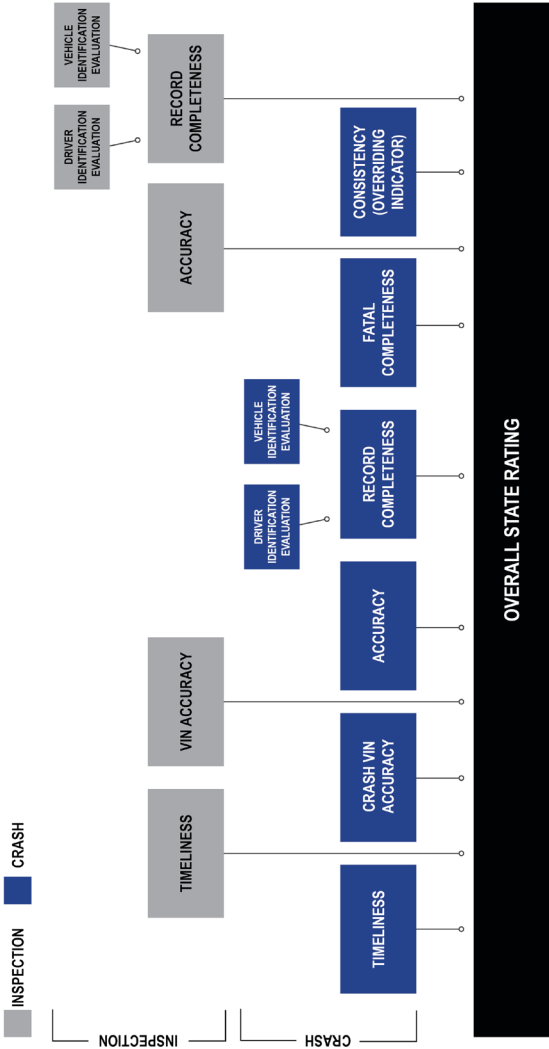 INSPECTION
CRASH
INSPECTION
VEHICLE
IDENTIFICATION
EVALUATION
DRIVER
IDENTIFICATION
EVALUATION
TIMELINESS
VIN ACCURACY
ACCURACY
RECORD
COMPLETENESS
CRASH
DRIVER
IDENTIFICATION
EVALUATION
VEHICLE
IDENTIFICATION
EVALUATION
TIMELINESS
CRASH VIN
ACCURACY
ACCURACY
RECORD
COMPLETENESS
FATAL
COMPLETENESS
CONSISTENCY
(OVERRIDING
INDICATOR)
OVERALL STATE RATING